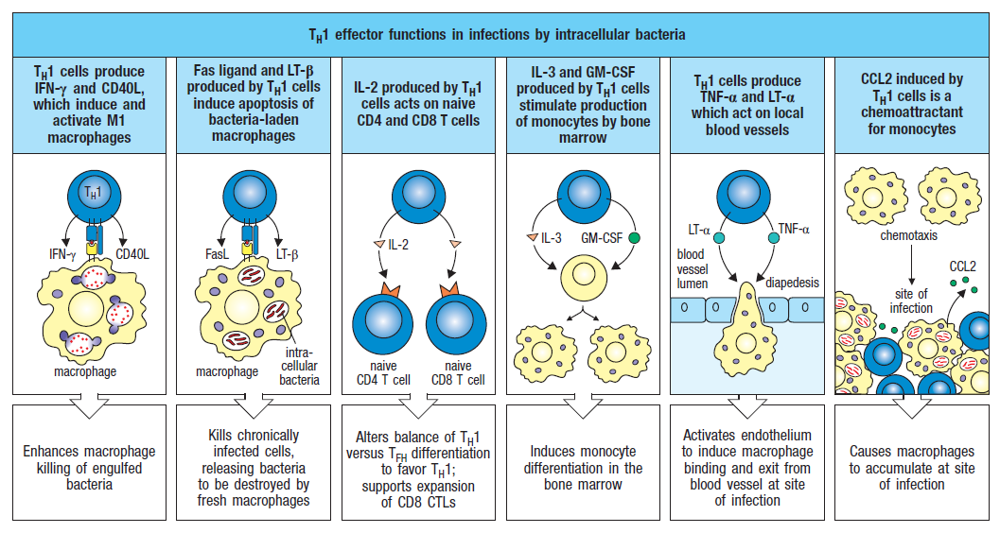 TH1 effector functions in infections by intracellular bacteria
TH1 cells produce
IFN-γ and CD40L,
which induce and
activate M1
macrophages
Fas ligand and LT-β
produced by TH1 cells
induce apoptosis of
bacteria-laden
macrophages
IL-2 produced by TH1
cells acts on naive
CD4 and CD8 T cells
IL-3 and GM-CSF
produced by TH1 cells
stimulate production
of monocytes by bone
marrow
TH1 cells produce
TNF-α and LT-α
which act on local
blood vessels
CCL2 induced by
TH1 cells is a
chemoattractant
for monocytes
TH1
IFN-γ
CD40L
macrophage
FasL
LT-β
macrophage
intra-
cellular
bacteria
IL-2
naive
CD4 T cell
naive
CD8 T cell
IL-3
GM-CSF
LT-α
TNF-α
blood
vessel
lumen
diapedesis
chemotaxis
CCL2
site of
infection
Enhances macrophage
killing of engulfed
bacteria
Kills chronically
infected cells,
releasing bacteria
to be destroyed by
fresh macrophages
Alters balance of TH1
versus TFH differentiation
to favor TH1;
supports expansion
of CD8 CTLs
Induces monocyte
differentiation in the
bone marrow
Activates endothelium
to induce macrophage
binding and exit from
blood vessel at site
of infection
Causes macrophages
to accumulate at site
of infection